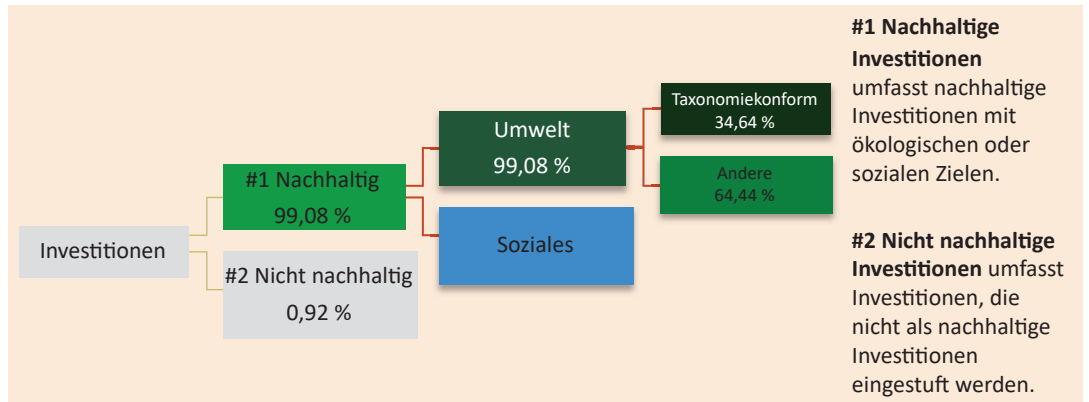 Investitionen
#1 Nachhaltig
99,08 %
#2 Nicht nachhaltig
0,92 %
Umwelt
99,08 %
Soziales
Taxonomiekonform
34,64 %
Andere
64,44 %
#1 Nachhaltige
Investitionen
umfasst nachhaltige
Investitionen mit
ökologischen oder
sozialen Zielen.
#2 Nicht nachhaltige
Investitionen umfasst
Investitionen, die
nicht als nachhaltige
Investitionen
eingestuft werden.